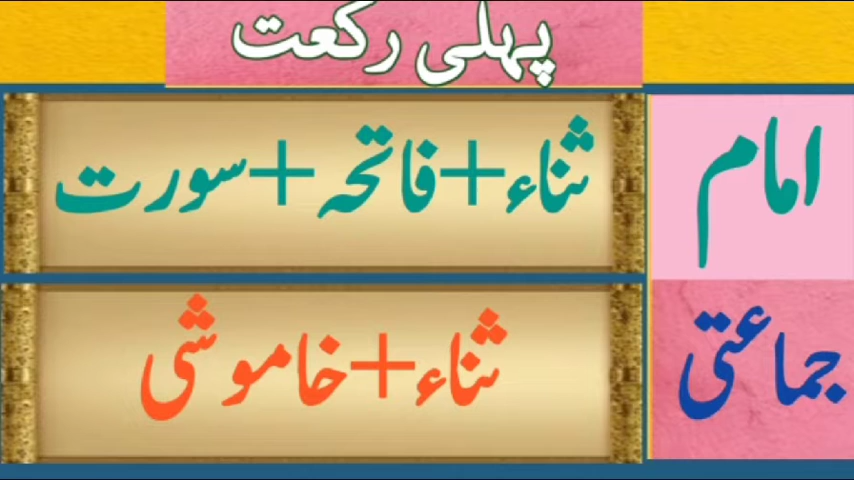 پہلی رکعت
امام
ثناء+فاتحہ+سورت
جماعتی
ثناء+خاموشی